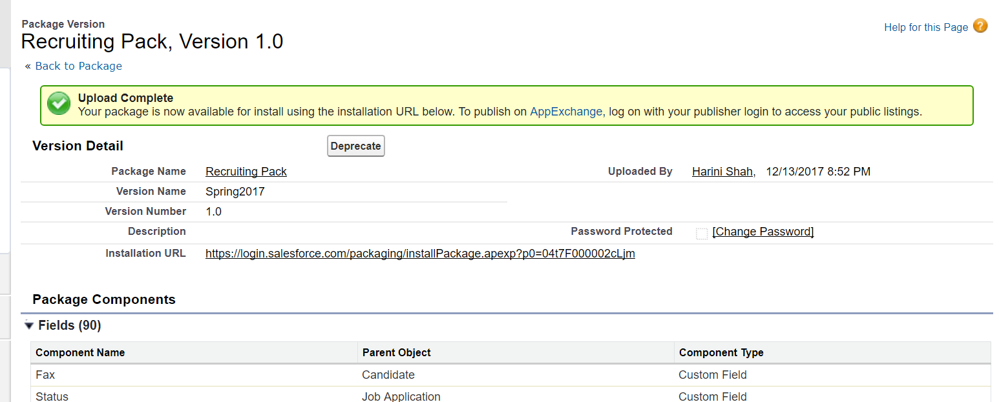 Package Version
Help for this Page ?
Recruiting Pack, Version 1.0
« Back to Package
Upload Complete
Your package is now available for install using the installation URL below. To publish on AppExchange, log on with your publisher login to access your public listings.
Version Detail
Deprecate
Package Name Recruiting Pack Uploaded By Harini Shah, 12/13/2017 8:52 PM
Version Name Spring2017
Version Number 1.0
Description Password Protected [Change Password]
Installation URL https://login.salesforce.com/packaging/installPackage.apexp?p0=04t7F000002cLjm
Package Components
Fields (90)
Component Name Parent Object Component Type
Fax Candidate Custom Field
Status Job Application Custom Field